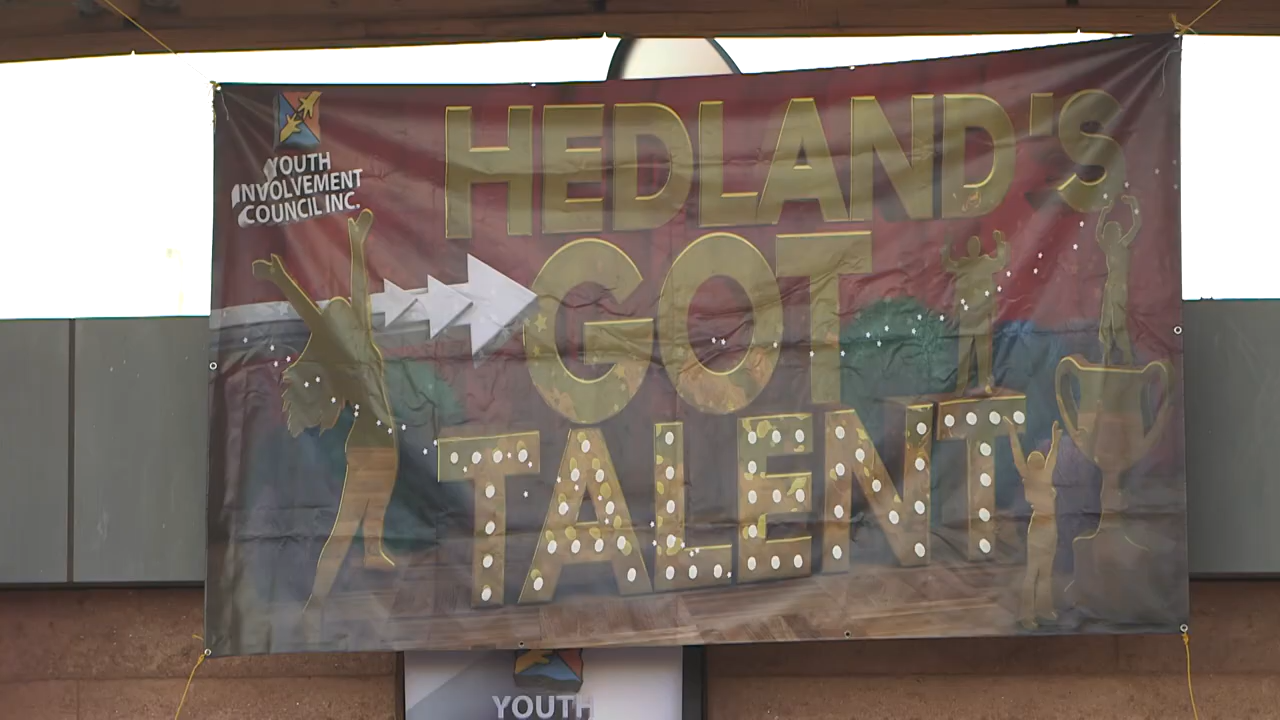 YOUTH
INVOLVEMENT
COUNCIL INC.
HEDLAND'S
GOT
TALENT
YOUTH